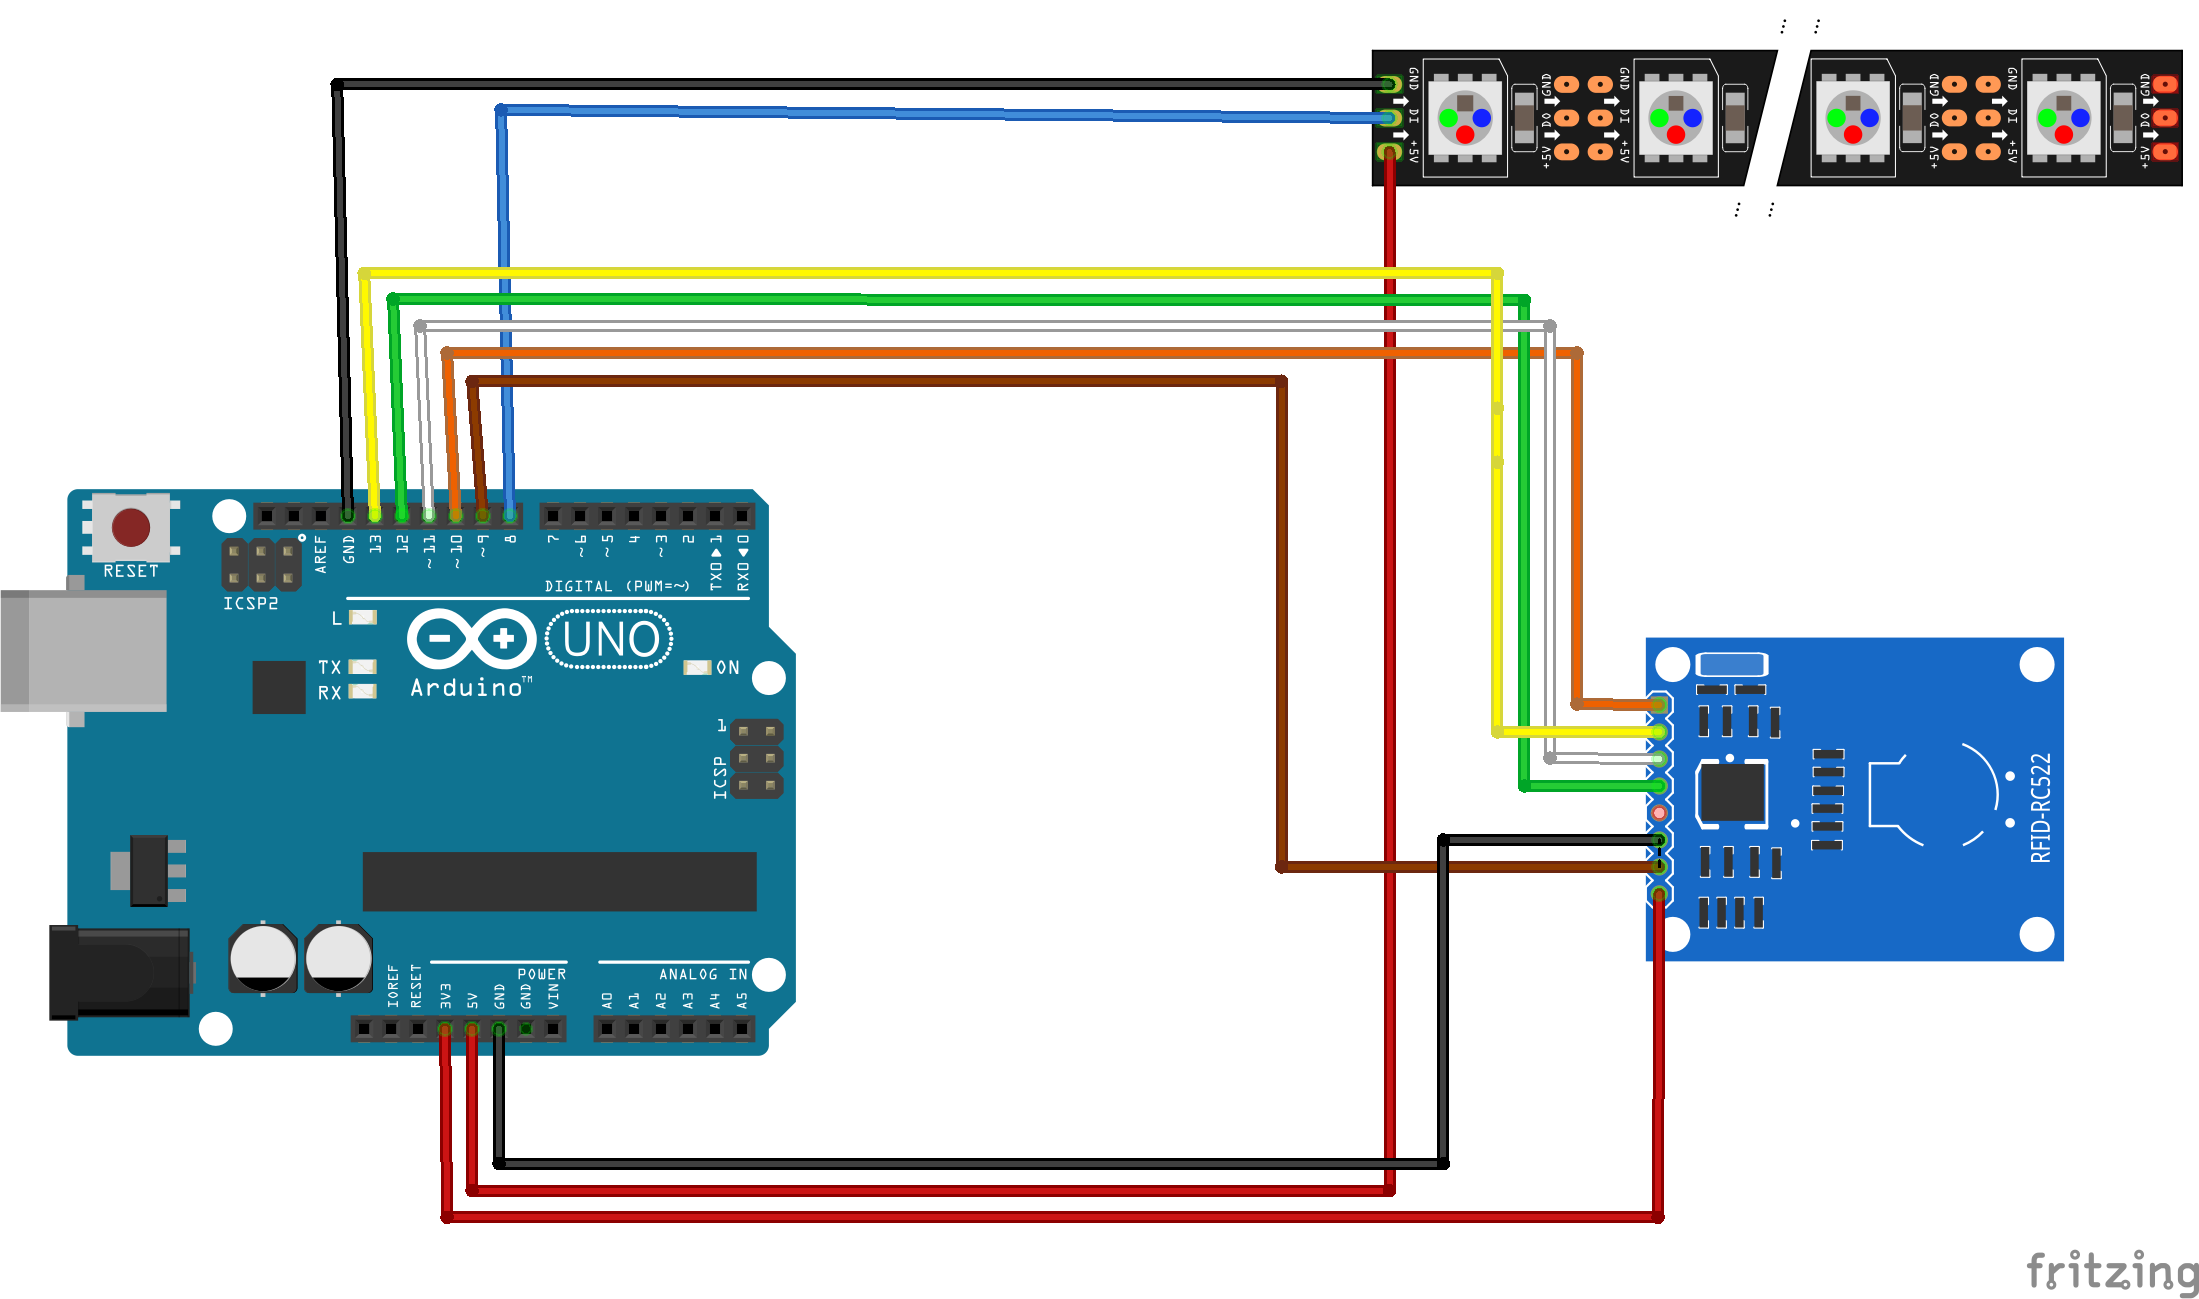 GND DI +5V
GND DO +5V
GND DI +5V
GND DO +5V
GND DI +5V
GND DO +5V
RESET
ICSP2
AREF GND 13 12 ~11 ~10 ~9 8
7 ~6 ~5 4 ~3 2 TX0 1 RX0 0
DIGITAL (PWM=~)
L
TX
RX
UNO
Arduino™
ON
1
ICSP
RFID-RC522
POWER
ANALOG IN
IOREF RESET 3V3 5V GND GND VIN
A0 A1 A2 A3 A4 A5
fritzing